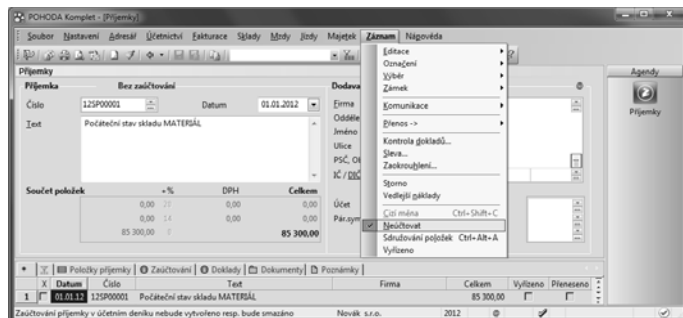 POHODA Komplet - [Příjemky]
Soubor Nastavení Adresář Účetnictví Fakturace Sklady Mzdy Jízdy Majetek Záznam Nápověda
Příjemky
Agendy
Příjemka Bez zaúčtování Dodava
Číslo 12SP00001 Datum 01.01.2012
Text Počáteční stav skladu MATERIÁL
Firma
Odděle
Jméno
Ulice
PSČ, Ob
IČ / DIČ
Účet
Pár.sym
Součet položek +% DPH Celkem
0,00 20 0,00 0,00
0,00 14 0,00 0,00
85 300,00 0 85 300,00
Editace
Označení
Výběr
Zámek
Komunikace
Přenos ->
Kontrola dokladů...
Sleva...
Zaokrouhlení...
Storno
Vedlejší náklady
Cizí měna Ctrl+Shift+C
Neúčtovat
Sdružování položek Ctrl+Alt+A
Vyřízeno
Příjemky
Položky příjemky Zaúčtování Doklady Dokumenty Poznámky
X Datum Číslo Text Firma Celkem Vyřízeno Přeneseno
1 01.01.12 12SP00001 Počáteční stav skladu MATERIÁL 85 300,00
Zaúčtování příjemky v účetním deníku nebude vytvořeno resp. bude smazáno Novák s.r.o. 2012 @